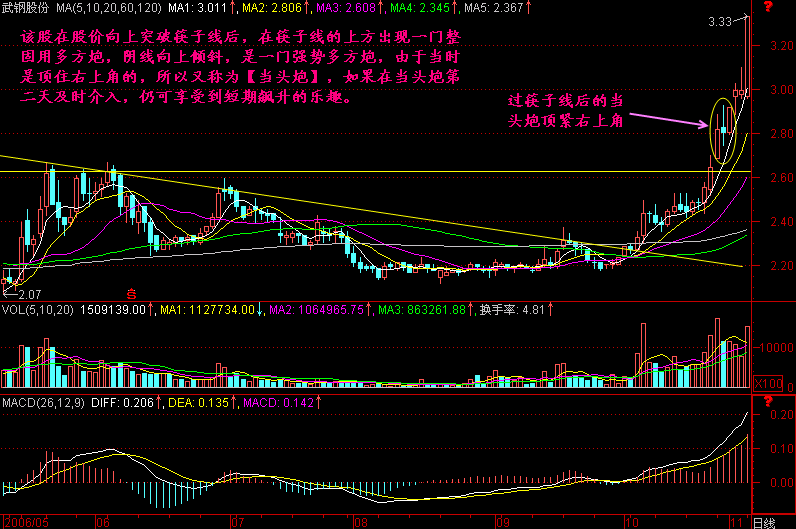 武钢股份 MA(5,10,20,60,120) MA1: 3.011↑, MA2: 2.806↑, MA3: 2.608↑, MA4: 2.345↑, MA5: 2.367↑
?
3.33
该股在股价向上突破筷子线后，在筷子线的上方出现一门整
固用多方炮，阴线向上倾斜，是一门强势多方炮，由于当时
是顶住右上角的，所以又称为【当头炮】，如果在当头炮第
二天及时介入，仍可享受到短期飙升的乐趣。
过筷子线后的当
头炮顶紧右上角
3.20
3.00
2.80
2.60
2.40
2.20
←2.07
S
VOL(5,10,20) 1509139.00↑, MA1: 1127734.00↓, MA2: 1064965.75↑, MA3: 863261.88↑, 换手率: 4.81↑
10000
X100
0
MACD(26,12,9) DIFF: 0.206↑, DEA: 0.135↑, MACD: 0.142↑
?
0.20
0.10
0.00
2006/05 06 07 08 09 10 11 日线